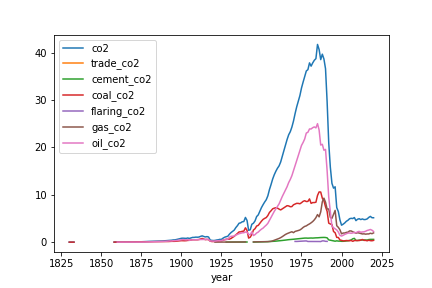 40
30
20
10
0
co2
trade_co2
cement_co2
coal_co2
flaring_co2
gas_co2
oil_co2
1825 1850 1875 1900 1925 1950 1975 2000 2025
year